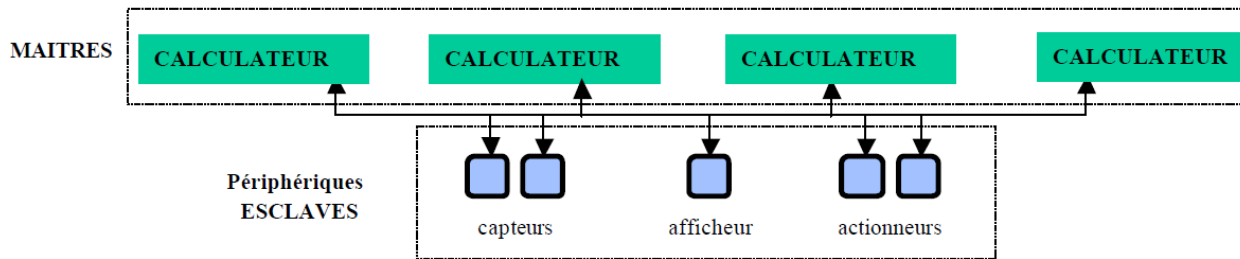 MAITRES
CALCULATEUR
CALCULATEUR
CALCULATEUR
CALCULATEUR
Périphériques
ESCLAVES
capteurs
afficheur
actionneurs